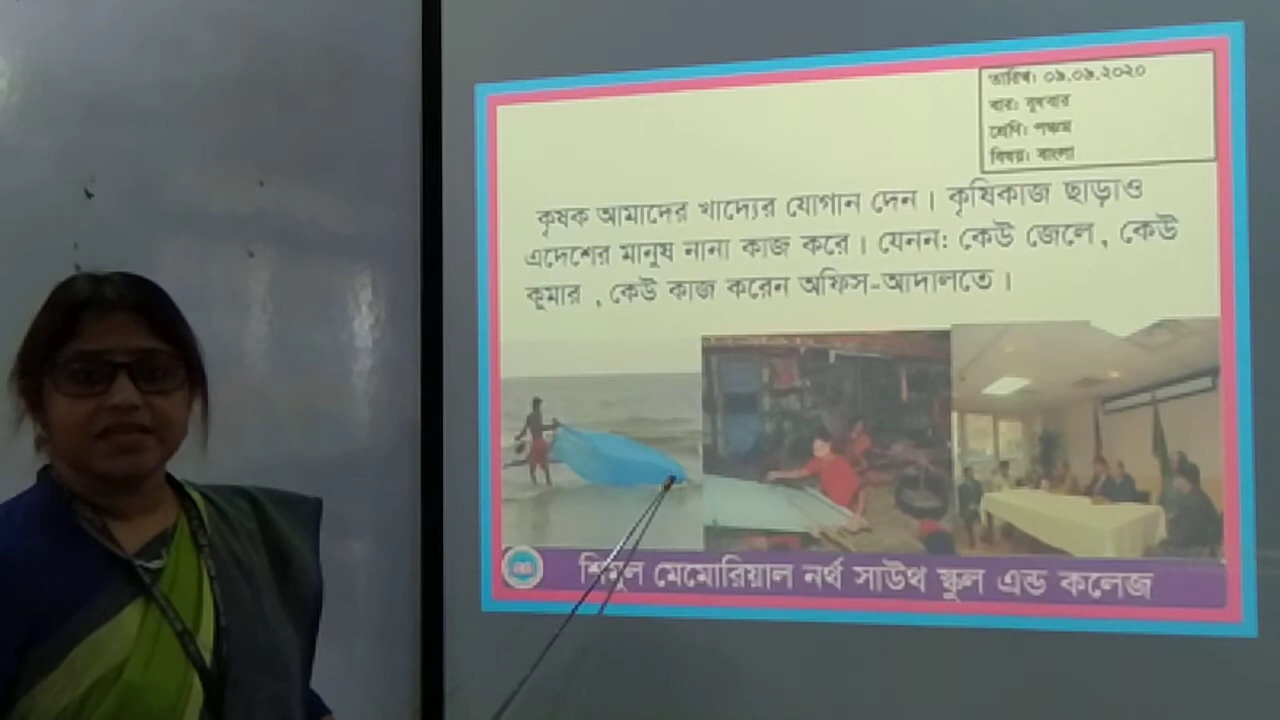 তারিখ: ০৯.০৯.২০২০
বার: বুধবার
শ্রেণি: পঞ্চম
বিষয়: বাংলা
কৃষক আমাদের খাদ্যের যোগান দেন। কৃষিকাজ ছাড়াও
এদেশের মানুষ নানা কাজ করে। যেনন: কেউ জেলে, কেউ
কুমার , কেউ কাজ করেন অফিস-আদালতে।
শিমুল মেমোরিয়াল নর্থ সাউথ স্কুল এন্ড কলেজ